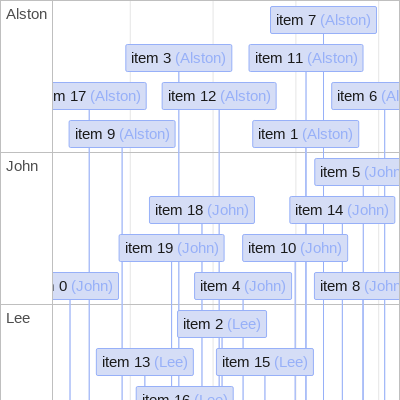 Alston
item 7 (Alston)
item 3 (Alston)
item 11 (Alston)
17 (Alston)
item 12 (Alston)
item 6 (Al
item 9 (Alston)
item 1 (Alston)
John
item 5 (John
item 18 (John)
item 14 (John)
item 19 (John)
item 10 (John)
0 (John)
item 4 (John)
item 8 (John
Lee
item 2 (Lee)
item 13 (Lee)
item 15 (Lee)
item 16 (Lee)